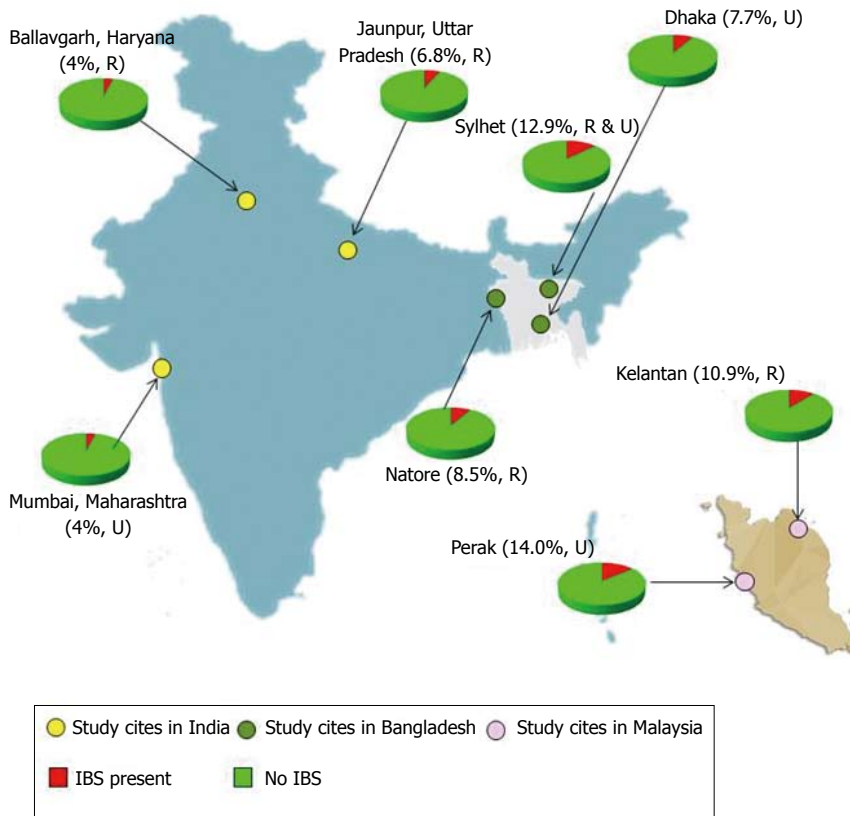 Ballavgarh, Haryana
(4%, R)
Jaunpur, Uttar
Pradesh (6.8%, R)
Dhaka (7.7%, U)
Sylhet (12.9%, R & U)
Kelantan (10.9%, R)
Natore (8.5%, R)
Mumbai, Maharashtra
(4%, U)
Perak (14.0%, U)
Study cites in India
Study cites in Bangladesh
Study cites in Malaysia
IBS present
No IBS